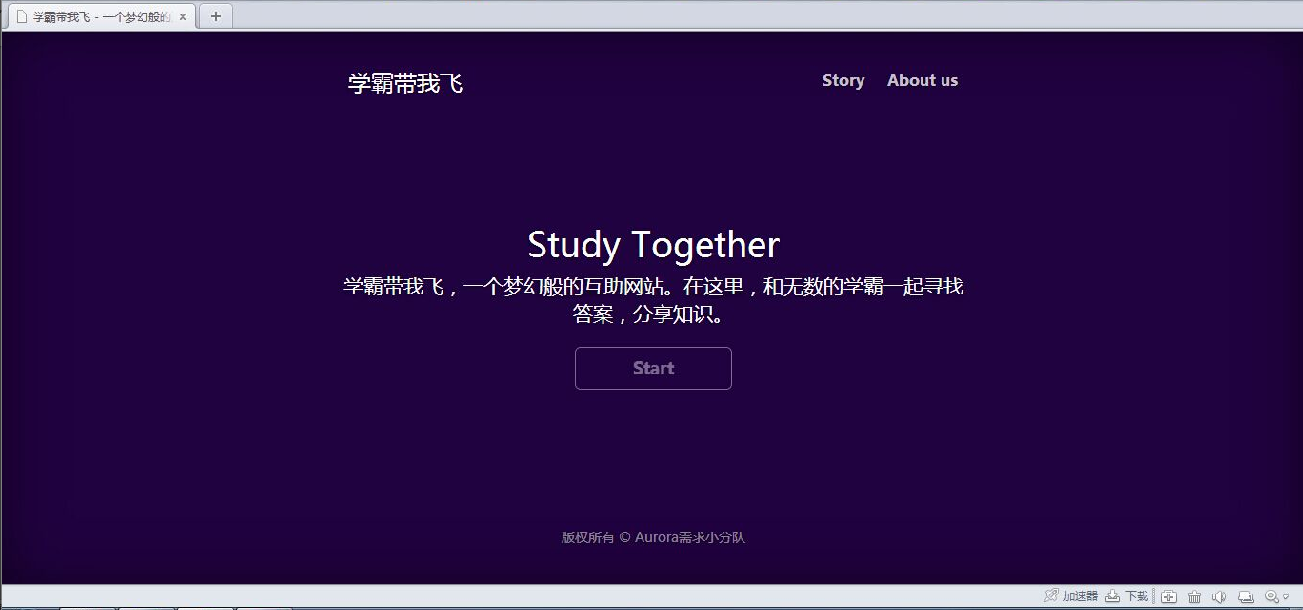 学霸带我飞 - 一个梦幻般的
学霸带我飞
Story About us
Study Together
学霸带我飞，一个梦幻般的互助网站。在这里，和无数的学霸一起寻找
答案，分享知识。
Start
版权所有 © Aurora需求小分队
加速器 下载